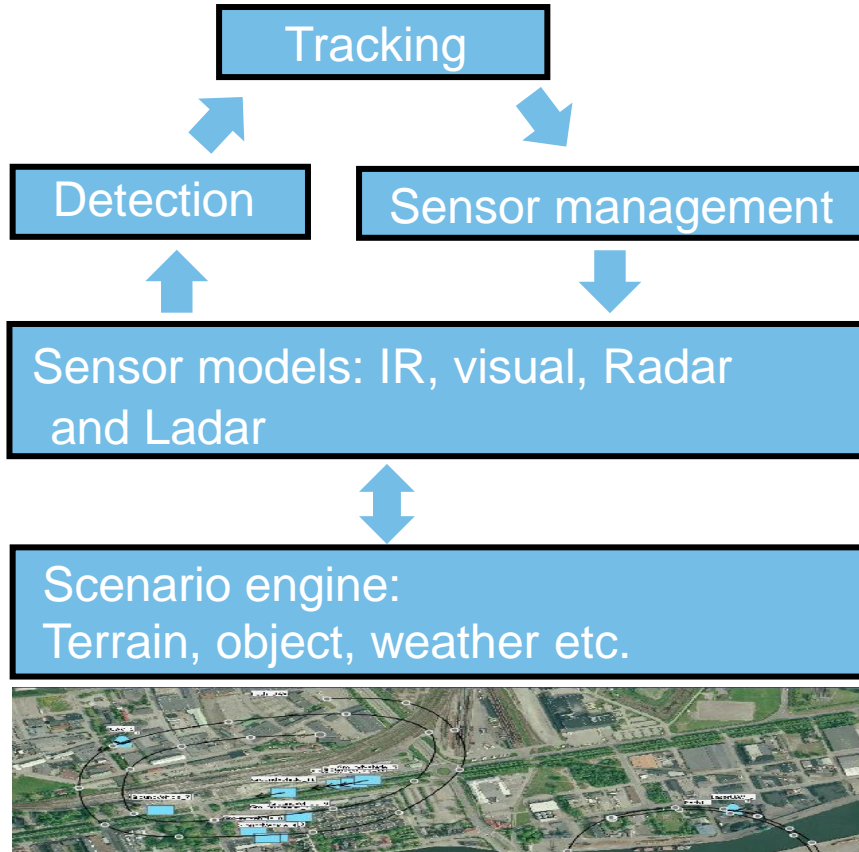 Tracking
Detection
Sensor management
Sensor models: IR, visual, Radar
and Ladar
Scenario engine:
Terrain, object, weather etc.